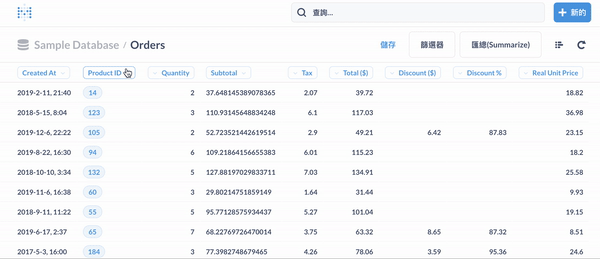 查詢...
+ 新的
Sample Database / Orders
儲存 篩選器 匯總(Summarize)
Created At Product ID Quantity Subtotal Tax Total ($) Discount ($) Discount % Real Unit Price
2019-2-11, 21:40 14 2 37.648145389078365 2.07 39.72 18.82
2018-5-15, 8:04 123 3 110.93145648834248 6.1 117.03 36.98
2019-12-6, 22:22 105 2 52.723521442619514 2.9 49.21 6.42 87.83 23.15
2019-8-22, 16:30 94 6 109.21864156655383 6.01 115.23 18.2
2018-10-10, 3:34 132 5 127.88197029833711 7.03 134.91 25.58
2019-11-6, 16:38 60 3 29.80214751859149 1.64 31.44 9.93
2018-9-11, 11:22 55 5 95.77128575934437 5.27 101.04 19.15
2019-6-17, 2:37 65 7 68.22769726470014 3.75 63.32 8.65 87.32 8.51
2017-5-3, 16:00 184 3 77.3982748679465 4.26 78.06 3.59 95.36 24.6